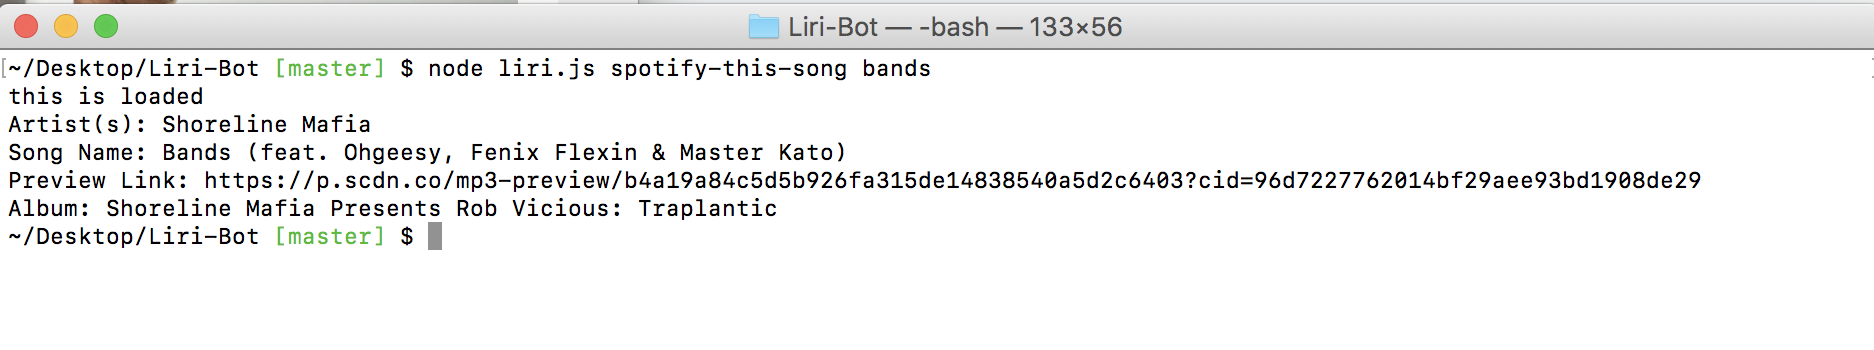 Liri-Bot — -bash — 133×56
~/Desktop/Liri-Bot [master] $ node liri.js spotify-this-song bands
this is loaded
Artist(s): Shoreline Mafia
Song Name: Bands (feat. Ohgeesy, Fenix Flexin & Master Kato)
Preview Link: https://p.scdn.co/mp3-preview/b4a19a84c5d5b926fa315de14838540a5d2c6403?cid=96d7227762014bf29aee93bd1908de29
Album: Shoreline Mafia Presents Rob Vicious: Traplantic
~/Desktop/Liri-Bot [master] $